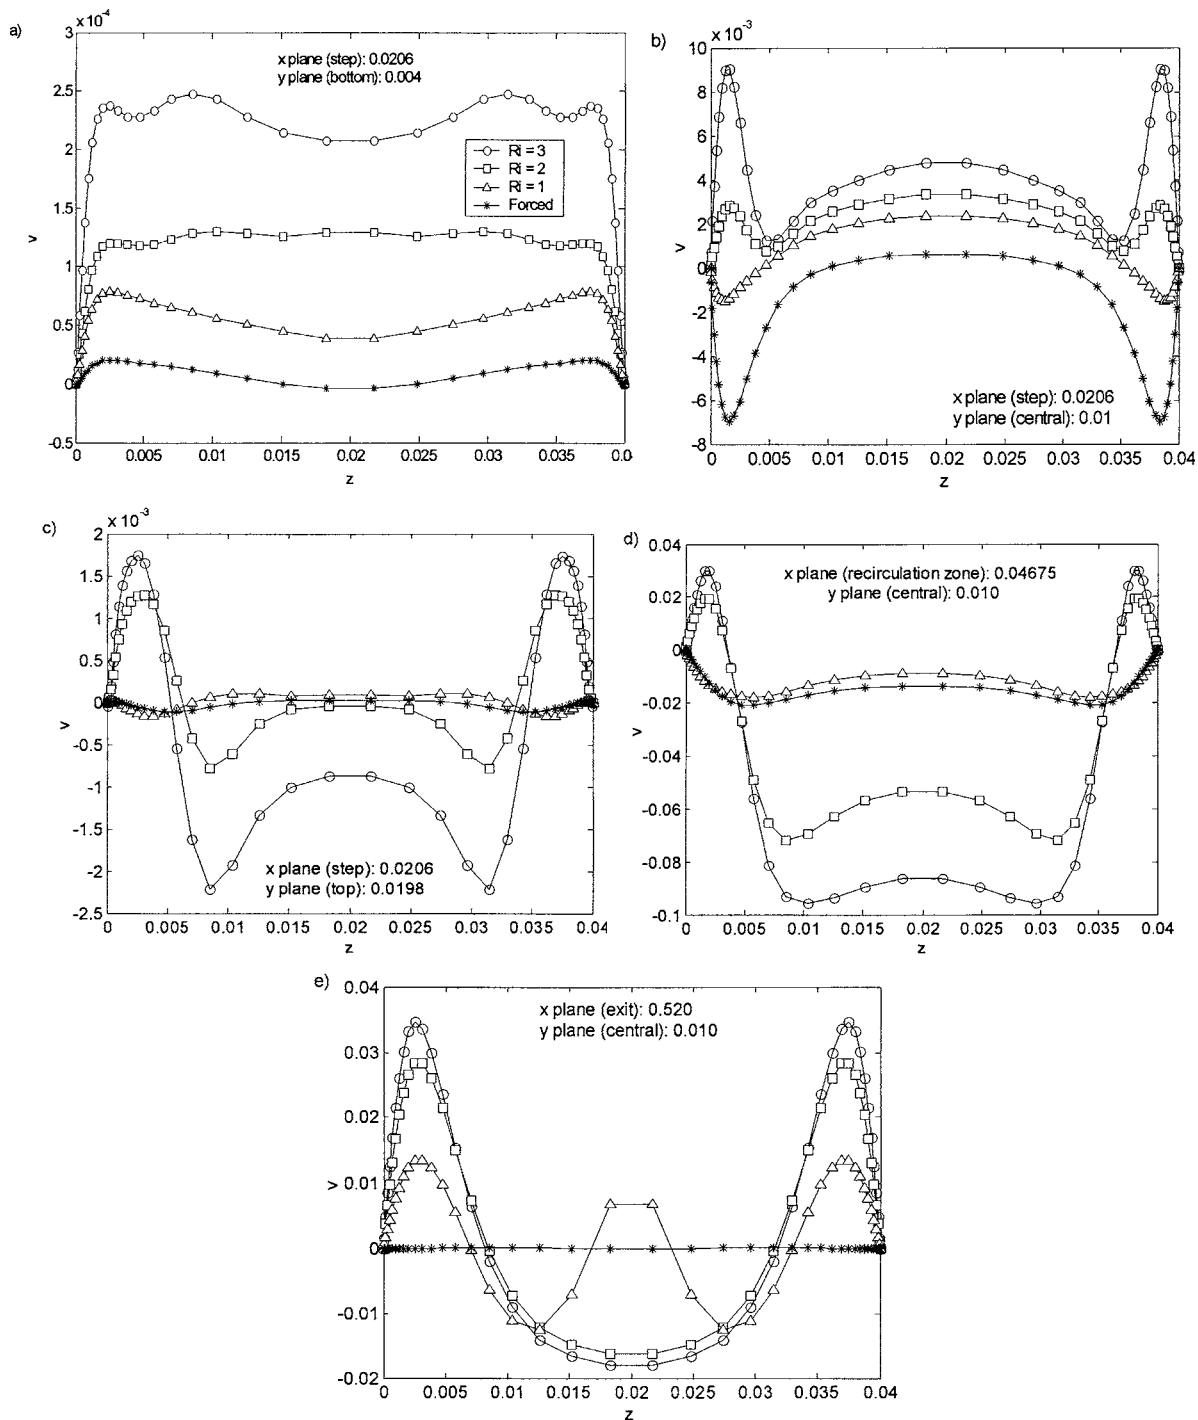 a)
x10⁻⁴
3
2.5
2
1.5
1
0.5
0
-0.5
v
x plane (step): 0.0206
y plane (bottom): 0.004
Ri = 3
Ri = 2
Ri = 1
Forced
0 0.005 0.01 0.015 0.02 0.025 0.03 0.035 0.0
z
b)
x 10⁻³
10
8
6
4
2
0
-2
-4
-6
-8
v
x plane (step): 0.0206
y plane (central): 0.01
0 0.005 0.01 0.015 0.02 0.025 0.03 0.035 0.04
z
c)
x 10⁻³
2
1.5
1
0.5
0
-0.5
-1
-1.5
-2
-2.5
v
x plane (step): 0.0206
y plane (top): 0.0198
0 0.005 0.01 0.015 0.02 0.025 0.03 0.035 0.04
z
d)
0.04
0.02
0
-0.02
-0.04
-0.06
-0.08
-0.1
v
x plane (recirculation zone): 0.04675
y plane (central): 0.010
0 0.005 0.01 0.015 0.02 0.025 0.03 0.035 0.04
z
e)
0.04
0.03
0.02
0.01
0
-0.01
-0.02
v
x plane (exit): 0.520
y plane (central): 0.010
0 0.005 0.01 0.015 0.02 0.025 0.03 0.035 0.04
z